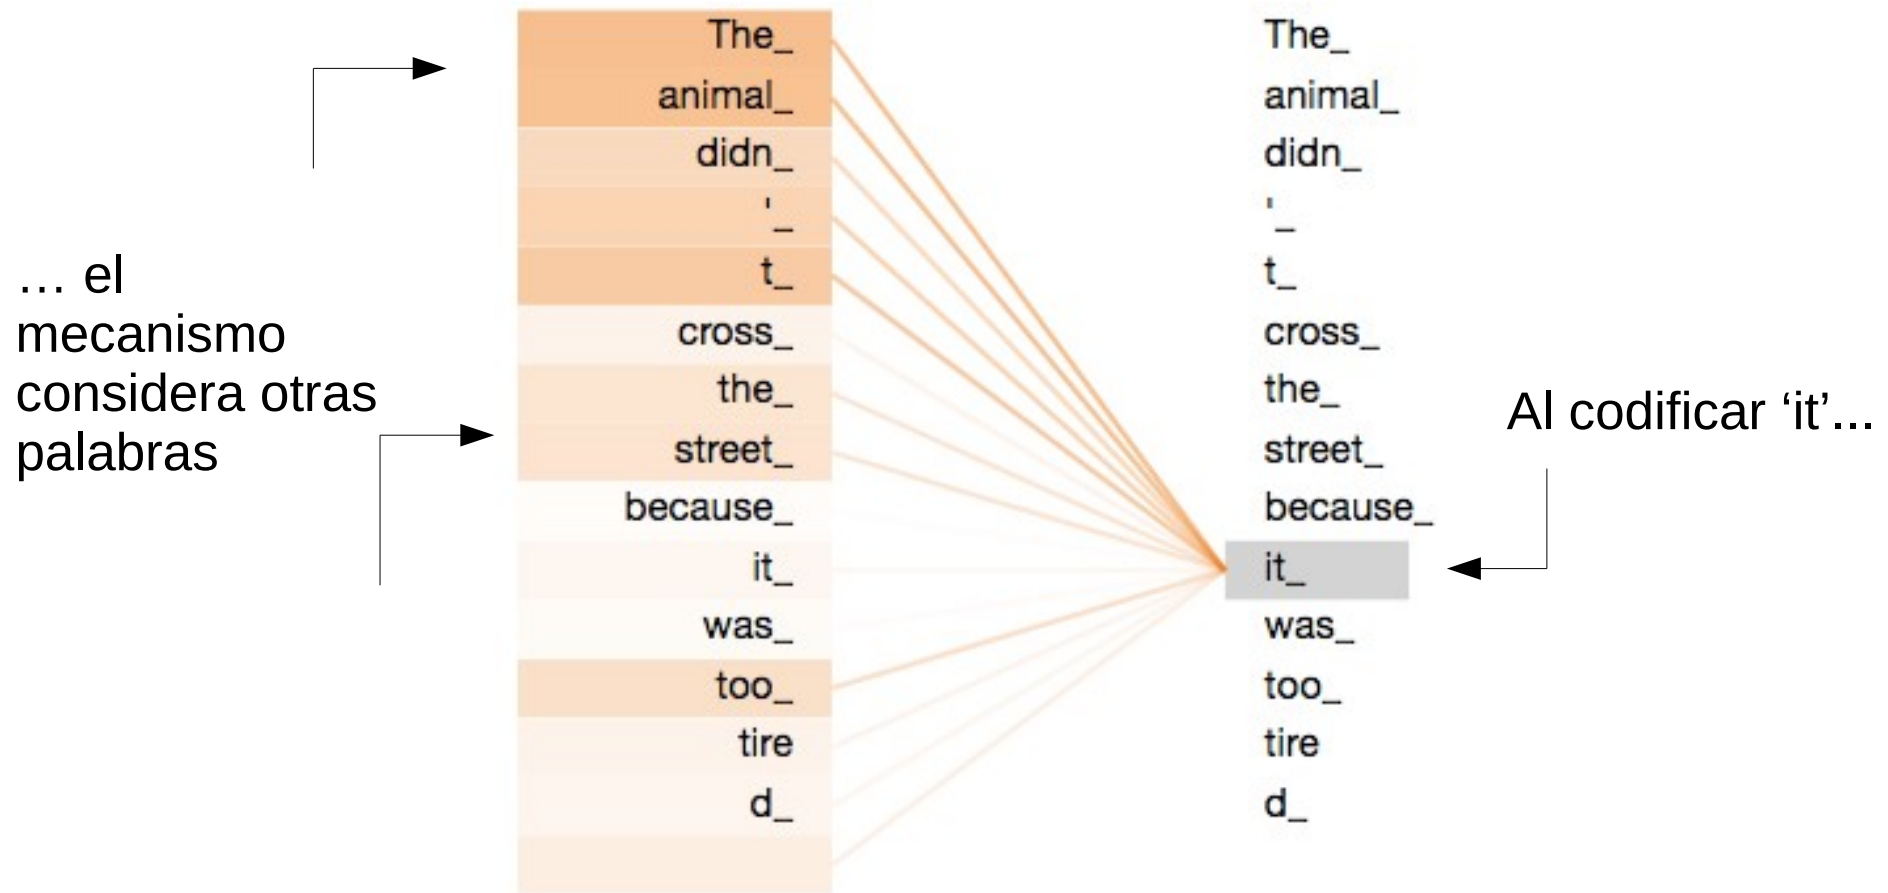 The_
animal_
didn_
'_
t_
cross_
the_
street_
because_
it_
was_
too_
tire
d_
The_
animal_
didn_
'_
t_
cross_
the_
street_
because_
it_
was_
too_
tire
d_
… el
mecanismo
considera otras
palabras
Al codificar ‘it’...